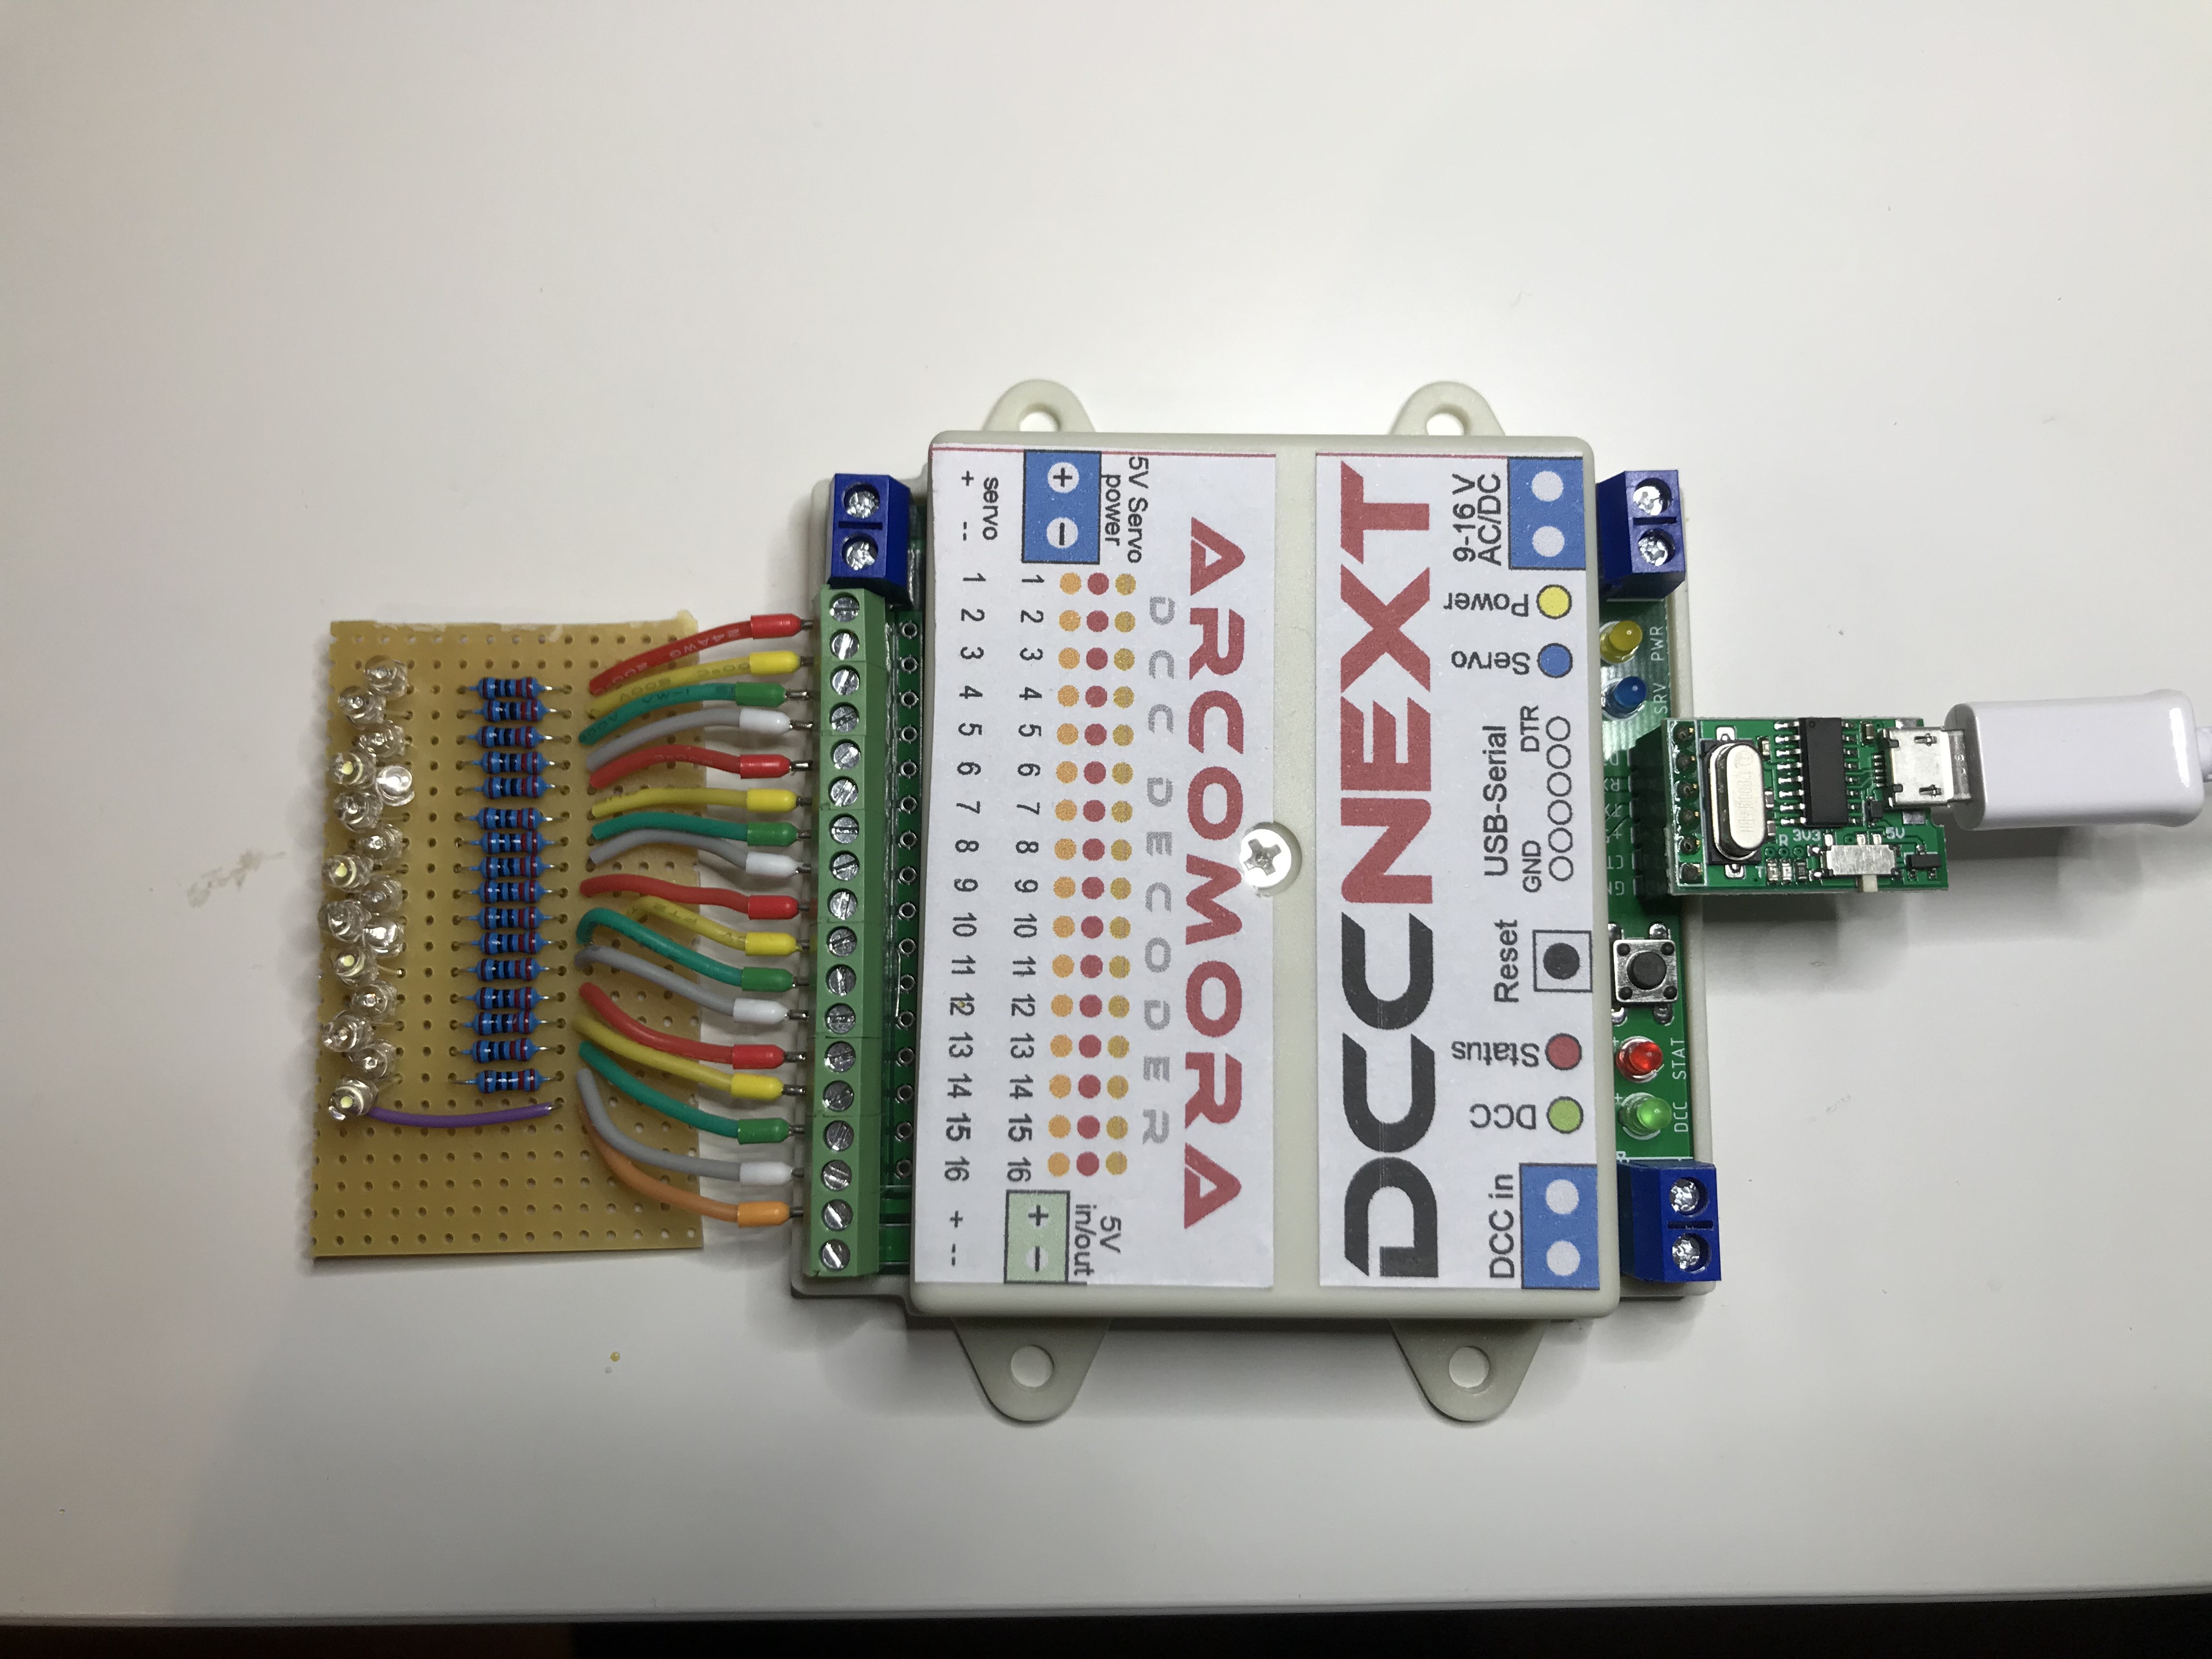 -- + 16 15 14 13 12 11 10 9 8 7 6 5 4 3 2 1 -- +
servo
- + 16 15 14 13 12 11 10 9 8 7 6 5 4 3 2 1 - +
5V in/out
5V Servo power
DCC DECODER
ARCOMORA
DCCNEXT
DCC in
DCC
Status
Reset
USB-Serial
GND DTR
Servo
Power
9-16 V
AC/DC
DCC STAT
SRV PWR
R 3V3
5V